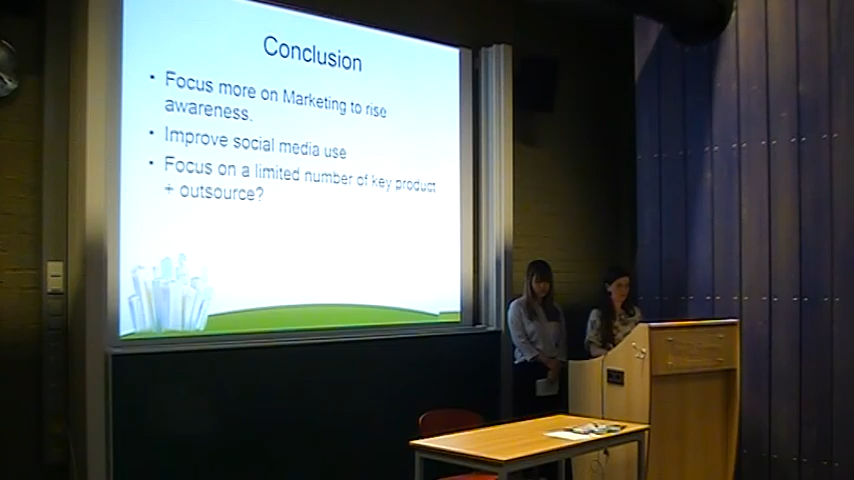 Conclusion
• Focus more on Marketing to rise
awareness.
• Improve social media use
• Focus on a limited number of key product
+ outsource?